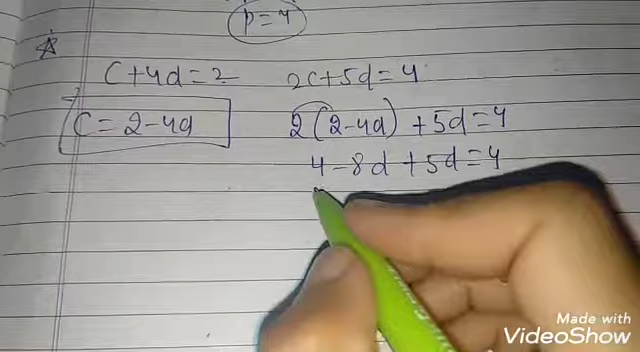 p=4
C+4d=2 2C+5d=4
C=2-4d 2(2-4d)+5d=4
4-8d+5d=4
Made with
VideoShow